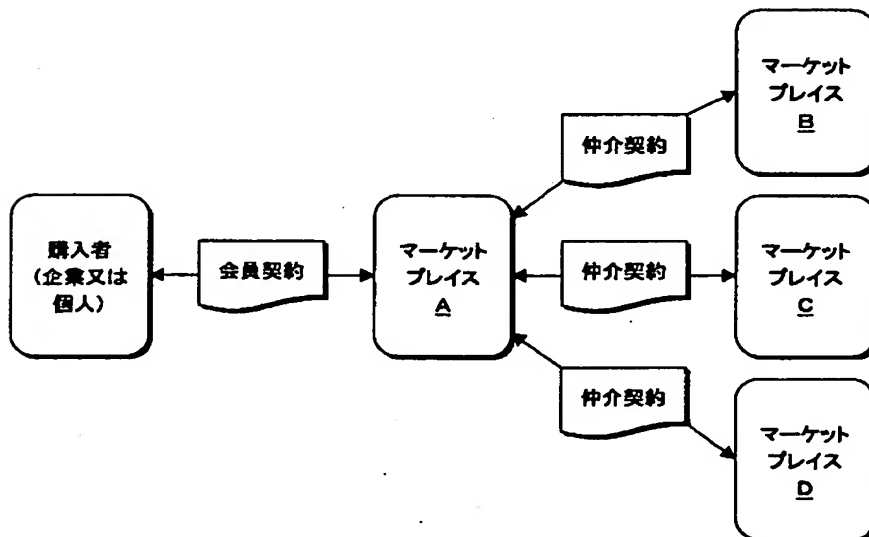 購入者
(企業又は
個人)
会員契約
マーケット
プレイス
A
仲介契約
マーケット
プレイス
B
仲介契約
マーケット
プレイス
C
仲介契約
マーケット
プレイス
D